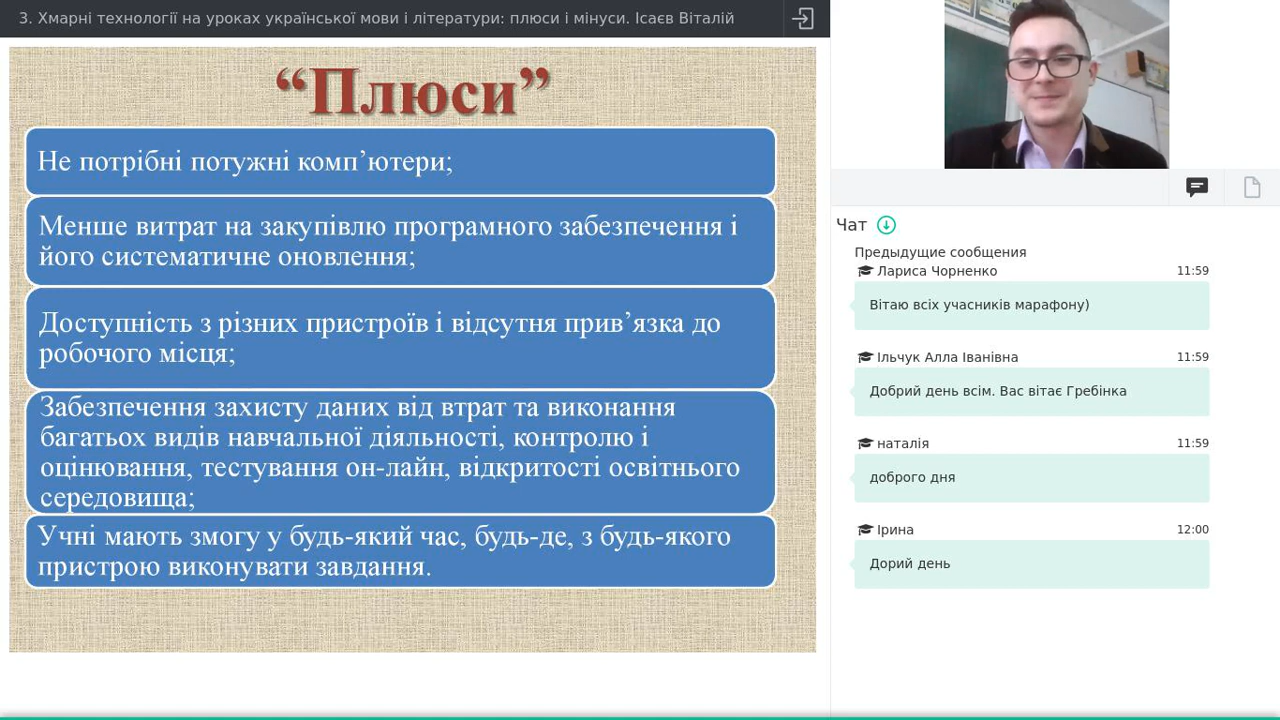 3. Хмарні технології на уроках української мови і літератури: плюси і мінуси. Ісаєв Віталій
“Плюси”
Не потрібні потужні комп’ютери;
Менше витрат на закупівлю програмного забезпечення і
його систематичне оновлення;
Доступність з різних пристроїв і відсутня прив’язка до
робочого місця;
Забезпечення захисту даних від втрат та виконання
багатьох видів навчальної діяльності, контролю і
оцінювання, тестування он-лайн, відкритості освітнього
середовища;
Учні мають змогу у будь-який час, будь-де, з будь-якого
пристрою виконувати завдання.
Чат
Предыдущие сообщения
Лариса Чорненко 11:59
Вітаю всіх учасників марафону)
Ільчук Алла Іванівна 11:59
Добрий день всім. Вас вітає Гребінка
наталія 11:59
доброго дня
Ірина 12:00
Дорий день